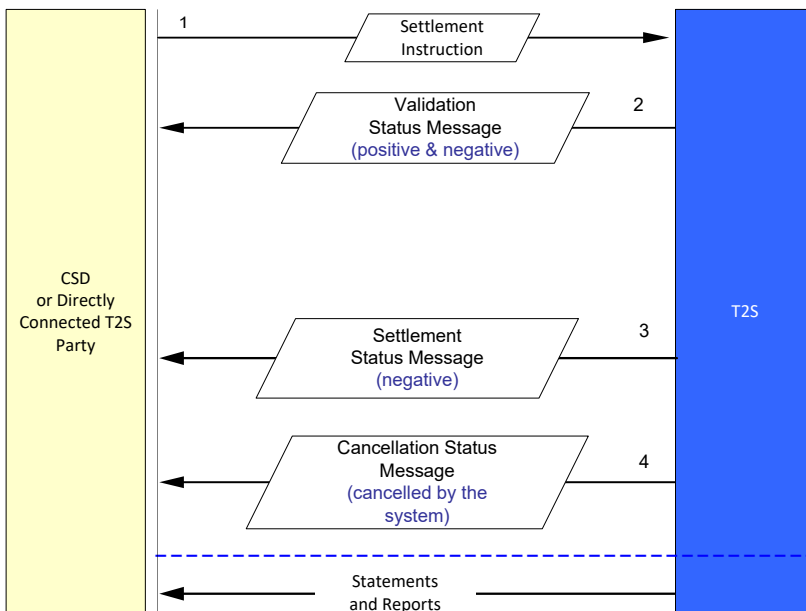 1
Settlement
Instruction
Validation
Status Message
(positive & negative)
2
CSD
or Directly
Connected T2S
Party
T2S
Settlement
Status Message
(negative)
3
Cancellation Status
Message
(cancelled by the
system)
4
Statements
and Reports